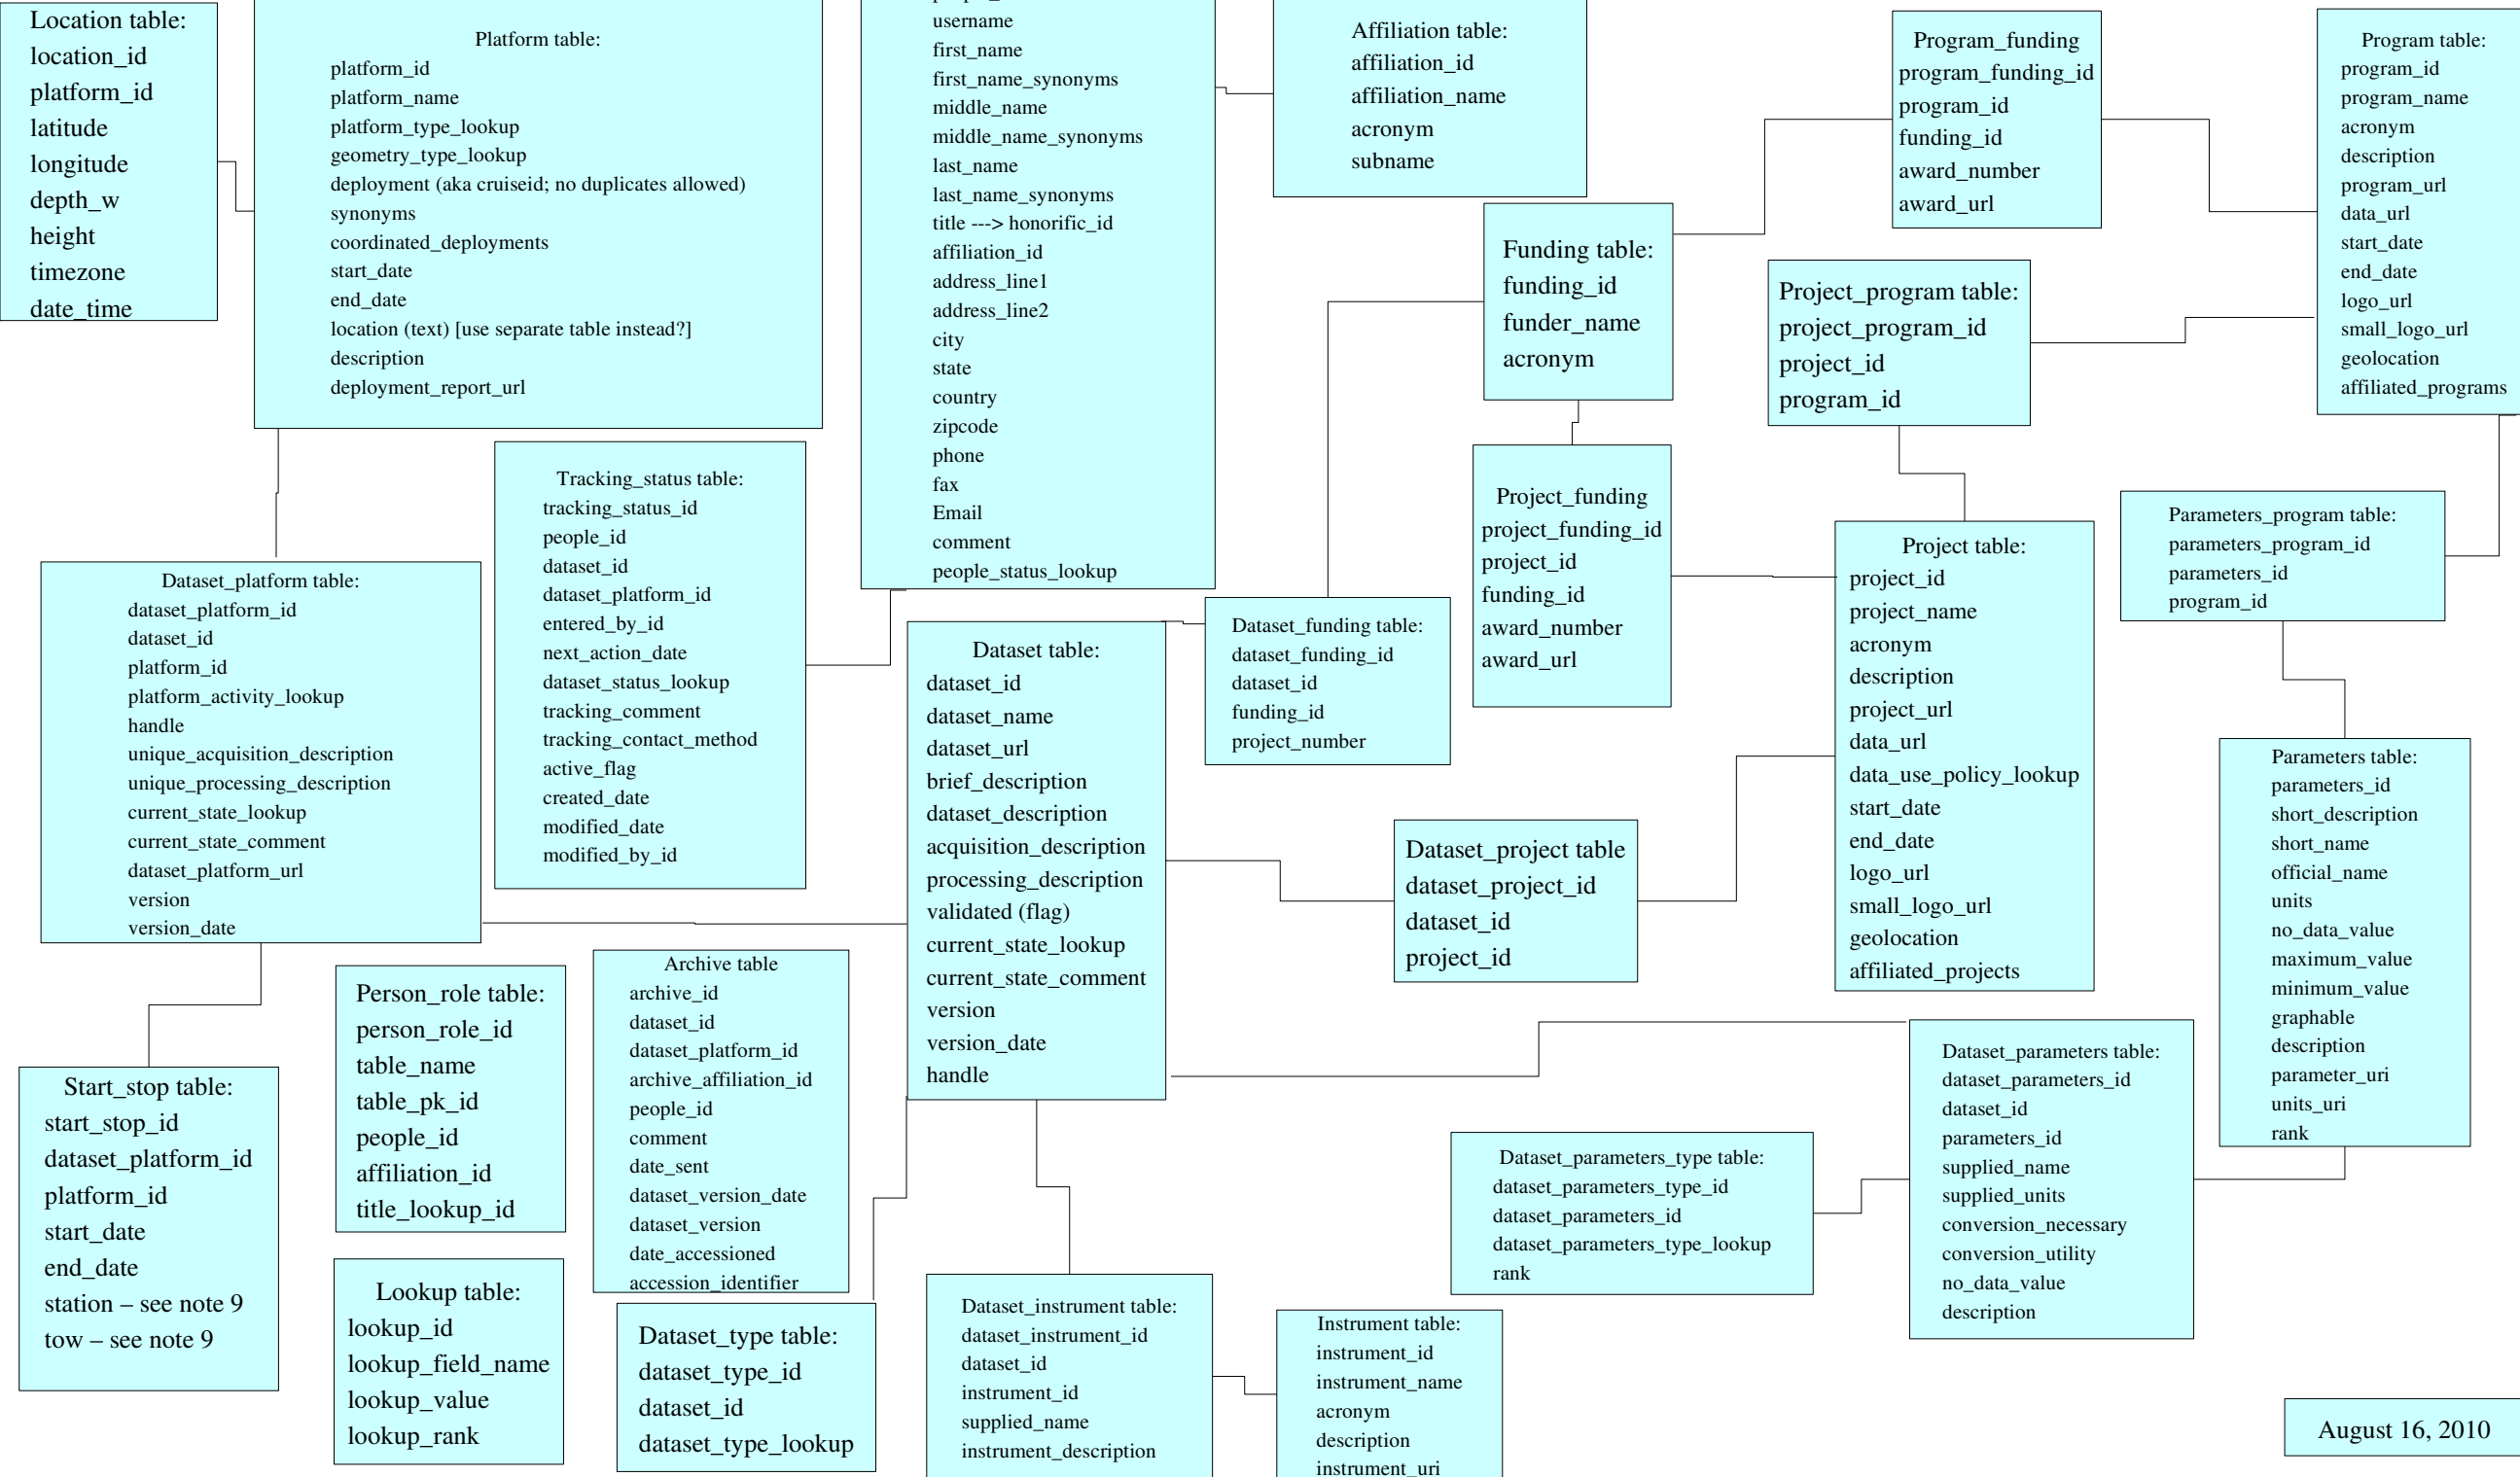 Location table:
location_id
platform_id
latitude
longitude
depth_w
height
timezone
date_time
Platform table:
platform_id
platform_name
platform_type_lookup
geometry_type_lookup
deployment (aka cruiseid; no duplicates allowed)
synonyms
coordinated_deployments
start_date
end_date
location (text) [use separate table instead?]
description
deployment_report_url
username
first_name
first_name_synonyms
middle_name
middle_name_synonyms
last_name
last_name_synonyms
title ---> honorific_id
affiliation_id
address_line1
address_line2
city
state
country
zipcode
phone
fax
Email
comment
people_status_lookup
Affiliation table:
affiliation_id
affiliation_name
acronym
subname
Program_funding
program_funding_id
program_id
funding_id
award_number
award_url
Program table:
program_id
program_name
acronym
description
program_url
data_url
start_date
end_date
logo_url
small_logo_url
geolocation
affiliated_programs
Funding table:
funding_id
funder_name
acronym
Project_program table:
project_program_id
project_id
program_id
Tracking_status table:
tracking_status_id
people_id
dataset_id
dataset_platform_id
entered_by_id
next_action_date
dataset_status_lookup
tracking_comment
tracking_contact_method
active_flag
created_date
modified_date
modified_by_id
Project_funding
project_funding_id
project_id
funding_id
award_number
award_url
Project table:
project_id
project_name
acronym
description
project_url
data_url
data_use_policy_lookup
start_date
end_date
logo_url
small_logo_url
geolocation
affiliated_projects
Parameters_program table:
parameters_program_id
parameters_id
program_id
Dataset_platform table:
dataset_platform_id
dataset_id
platform_id
platform_activity_lookup
handle
unique_acquisition_description
unique_processing_description
current_state_lookup
current_state_comment
dataset_platform_url
version
version_date
Dataset table:
dataset_id
dataset_name
dataset_url
brief_description
dataset_description
acquisition_description
processing_description
validated (flag)
current_state_lookup
current_state_comment
version
version_date
handle
Dataset_funding table:
dataset_funding_id
dataset_id
funding_id
project_number
Dataset_project table
dataset_project_id
dataset_id
project_id
Parameters table:
parameters_id
short_description
short_name
official_name
units
no_data_value
maximum_value
minimum_value
graphable
description
parameter_uri
units_uri
rank
Start_stop table:
start_stop_id
dataset_platform_id
platform_id
start_date
end_date
station – see note 9
tow – see note 9
Person_role table:
person_role_id
table_name
table_pk_id
people_id
affiliation_id
title_lookup_id
Archive table
archive_id
dataset_id
dataset_platform_id
archive_affiliation_id
people_id
comment
date_sent
dataset_version_date
dataset_version
date_accessioned
accession_identifier
Dataset_parameters table:
dataset_parameters_id
dataset_id
parameters_id
supplied_name
supplied_units
conversion_necessary
conversion_utility
no_data_value
description
Dataset_parameters_type table:
dataset_parameters_type_id
dataset_parameters_id
dataset_parameters_type_lookup
rank
Lookup table:
lookup_id
lookup_field_name
lookup_value
lookup_rank
Dataset_type table:
dataset_type_id
dataset_id
dataset_type_lookup
Dataset_instrument table:
dataset_instrument_id
dataset_id
instrument_id
supplied_name
instrument_description
Instrument table:
instrument_id
instrument_name
acronym
description
instrument_uri
August 16, 2010